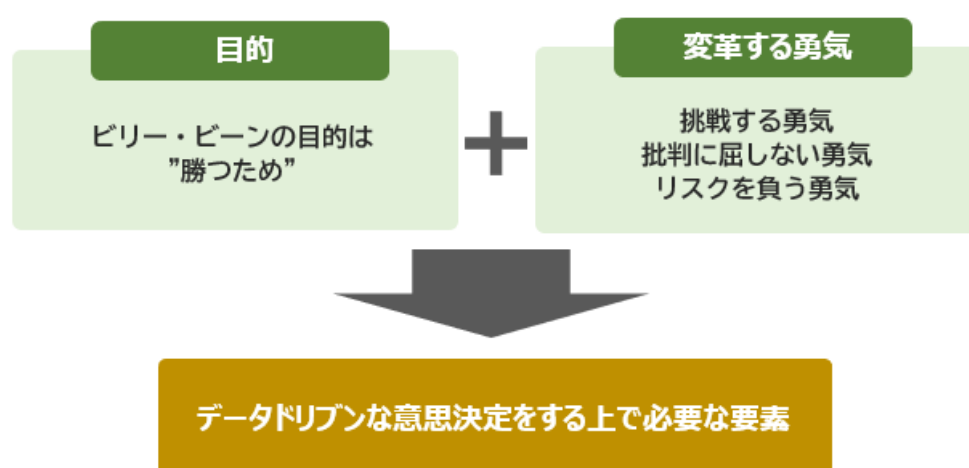 目的
ビリー・ビーンの目的は
”勝つため”
変革する勇気
挑戦する勇気
批判に屈しない勇気
リスクを負う勇気
データドリブンな意思決定をする上で必要な要素